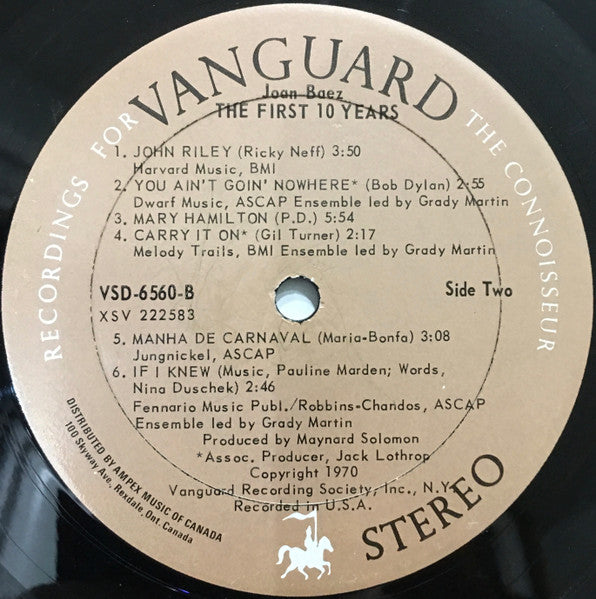 RECORDINGS FOR VANGUARD THE CONNOISSEUR
Joan Baez
THE FIRST 10 YEARS
1. JOHN RILEY (Ricky Neff) 3:50
Harvard Music, BMI
2. YOU AIN'T GOIN' NOWHERE* (Bob Dylan) 2:55
Dwarf Music, ASCAP Ensemble led by Grady Martin
3. MARY HAMILTON (P.D.) 5:54
4. CARRY IT ON* (Gil Turner) 2:17
Melody Trails, BMI Ensemble led by Grady Martin
VSD-6560-B
Side Two
XSV 222583
5. MANHA DE CARNAVAL (Maria-Bonfa) 3:08
Jungnickel, ASCAP
6. IF I KNEW (Music, Pauline Marden; Words,
Nina Duschek) 2:46
Fennario Music Publ./Robbins-Chandos, ASCAP
Ensemble led by Grady Martin
Produced by Maynard Solomon
*Assoc. Producer, Jack Lothrop
Copyright 1970
Vanguard Recording Society, Inc., N.Y.
Recorded in U.S.A.
DISTRIBUTED BY AMPEX MUSIC OF CANADA
100 Skyway Ave., Rexdale, Ont. Canada
STEREO